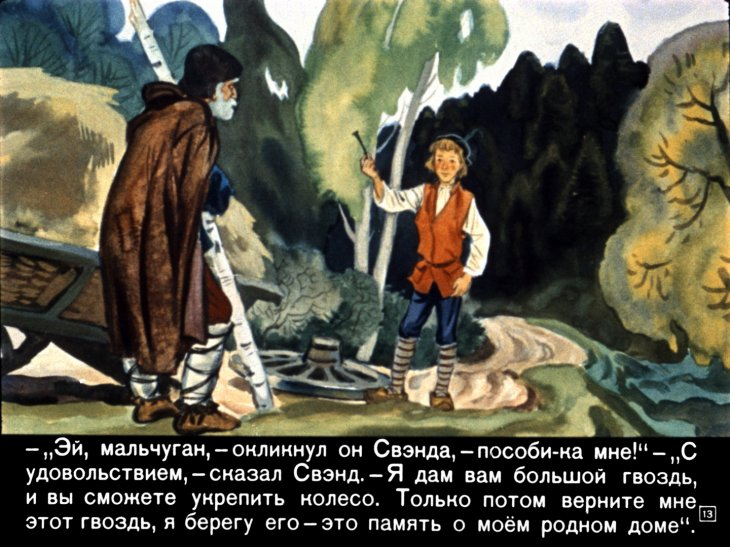 – „Эй, мальчуган, – окликнул он Свэнда, – пособи-ка мне!“ – „С
удовольствием, – сказал Свэнд. – Я дам вам большой гвоздь,
и вы сможете укрепить колесо. Только потом верните мне
этот гвоздь, я берегу его – это память о моём родном доме“.
13